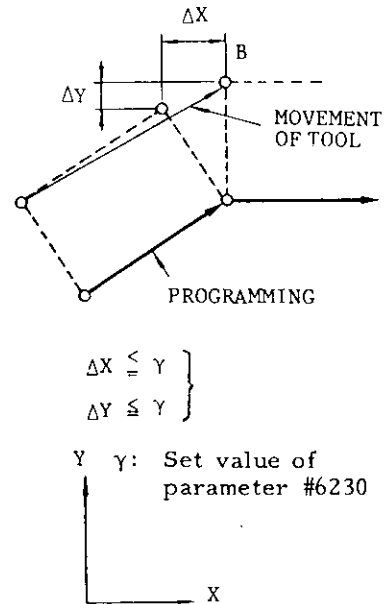 ΔX
B
ΔY
MOVEMENT
OF TOOL
PROGRAMMING
ΔX ≦ γ
ΔY ≦ γ
Y γ: Set value of
parameter #6230
X